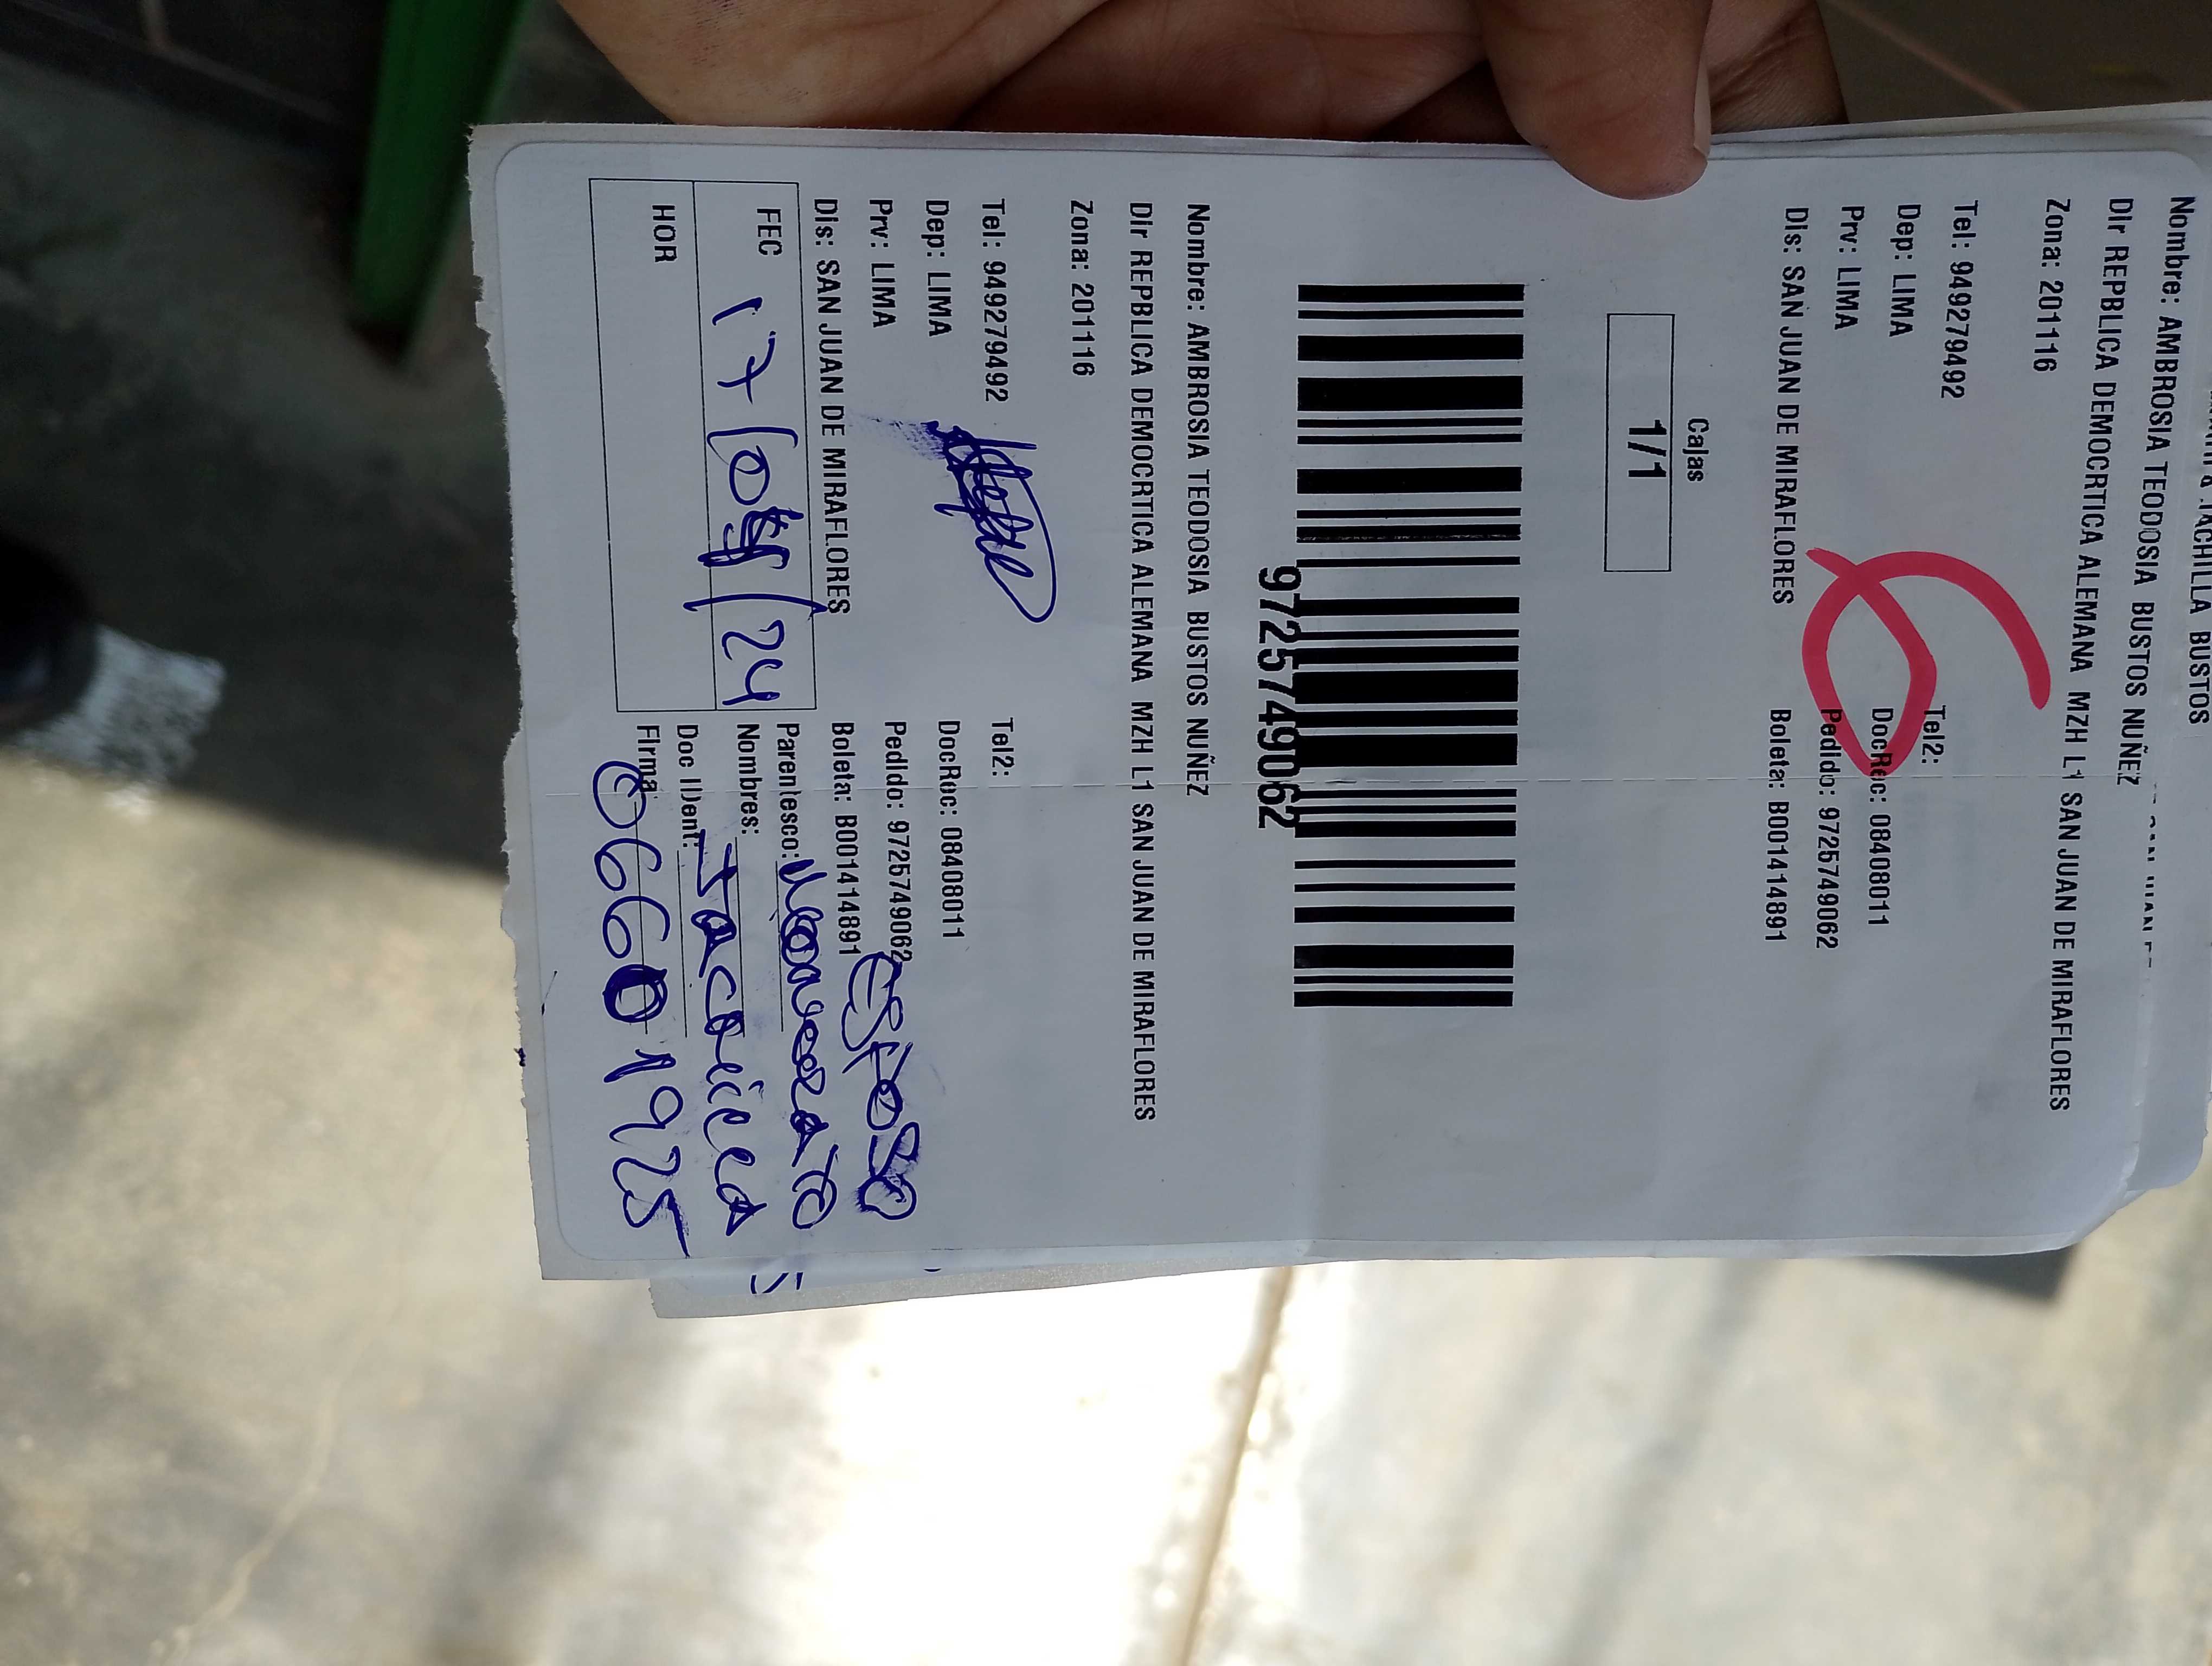 BUSTOS
Nombre: AMBROSIA TEODOSIA BUSTOS NUÑEZ
Dir REPBLICA DEMOCRTICA ALEMANA MZH L1 SAN JUAN DE MIRAFLORES
Zona: 201116
Tel: 949279492 Tel2:
Dep: LIMA DocRuc: 08408011
Prv: LIMA Pedido: 9725749062
Dis: SAN JUAN DE MIRAFLORES Boleta: B001414891
Cajas
1/1
9725749062
Nombre: AMBROSIA TEODOSIA BUSTOS NUÑEZ
Dir REPBLICA DEMOCRTICA ALEMANA MZH L1 SAN JUAN DE MIRAFLORES
Zona: 201116
Tel: 949279492 Tel2:
Dep: LIMA DocRuc: 08408011
Prv: LIMA Pedido: 9725749062
Dis: SAN JUAN DE MIRAFLORES Boleta: B001414891
ESPOSO
FEC 17/ /24 Parentesco:
Nombres:
HOR Doc IDent:
Firma: 06601925